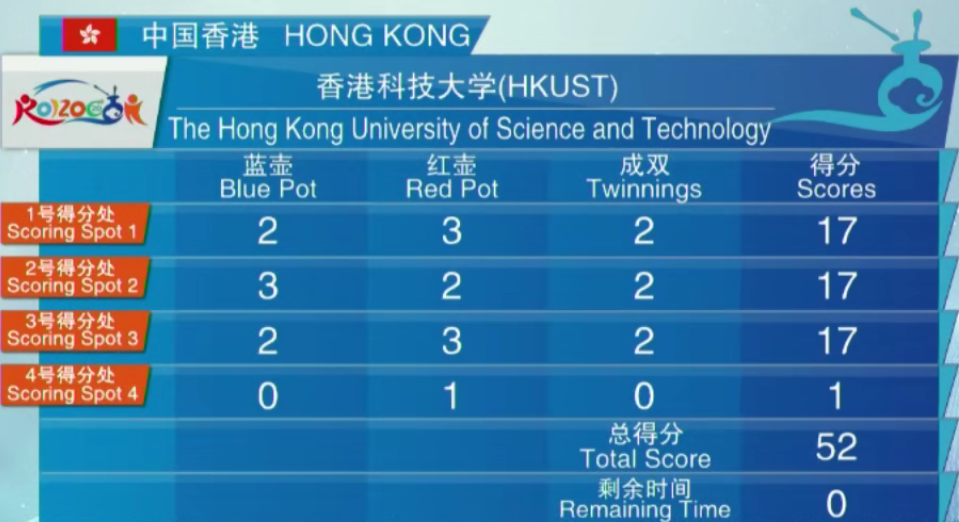 中国香港 HONG KONG
ROBOCON
香港科技大学(HKUST)
The Hong Kong University of Science and Technology
蓝壶 红壶 成双 得分
Blue Pot Red Pot Twinnings Scores
1号得分处
Scoring Spot 1 2 3 2 17
2号得分处
Scoring Spot 2 3 2 2 17
3号得分处
Scoring Spot 3 2 3 2 17
4号得分处
Scoring Spot 4 0 1 0 1
总得分
Total Score 52
剩余时间
Remaining Time 0